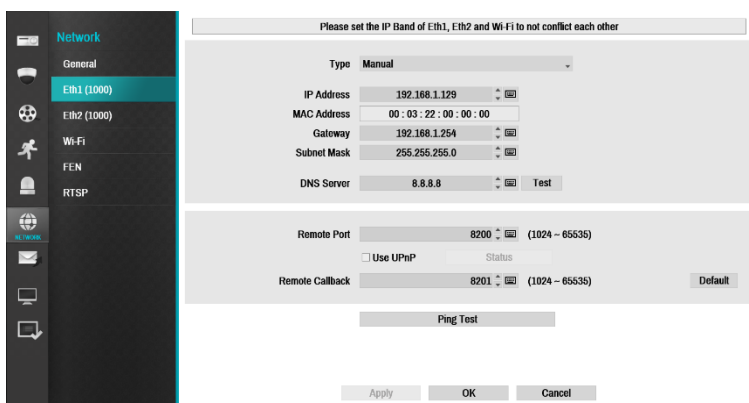 Please set the IP Band of Eth1, Eth2 and Wi-Fi to not conflict each other
Network
General
Eth1 (1000)
Eth2 (1000)
Wi-Fi
FEN
RTSP
NETWORK
Type Manual
IP Address 192.168.1.129
MAC Address 00 : 03 : 22 : 00 : 00 : 00
Gateway 192.168.1.254
Subnet Mask 255.255.255.0
DNS Server 8.8.8.8 Test
Remote Port 8200 (1024 ~ 65535)
Use UPnP Status
Remote Callback 8201 (1024 ~ 65535) Default
Ping Test
Apply OK Cancel